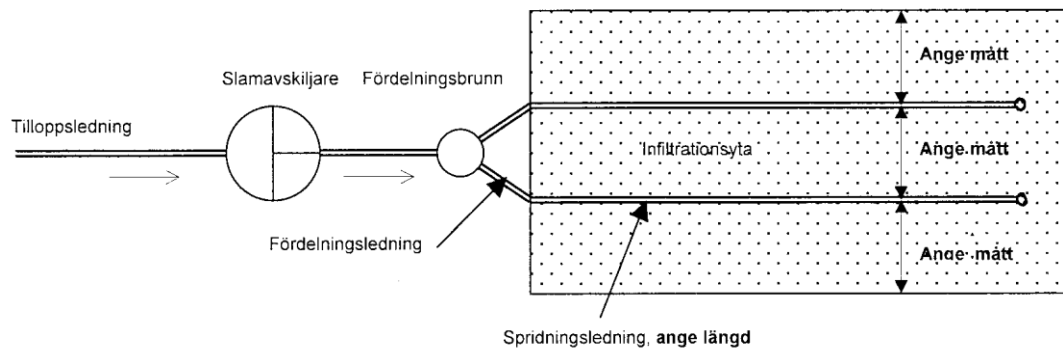 Ange mått
Slamavskiljare
Fördelningsbrunn
Tilloppsledning
Infiltrationsyta
Ange mått
Fördelningsledning
Ange mått
Spridningsledning, ange längd